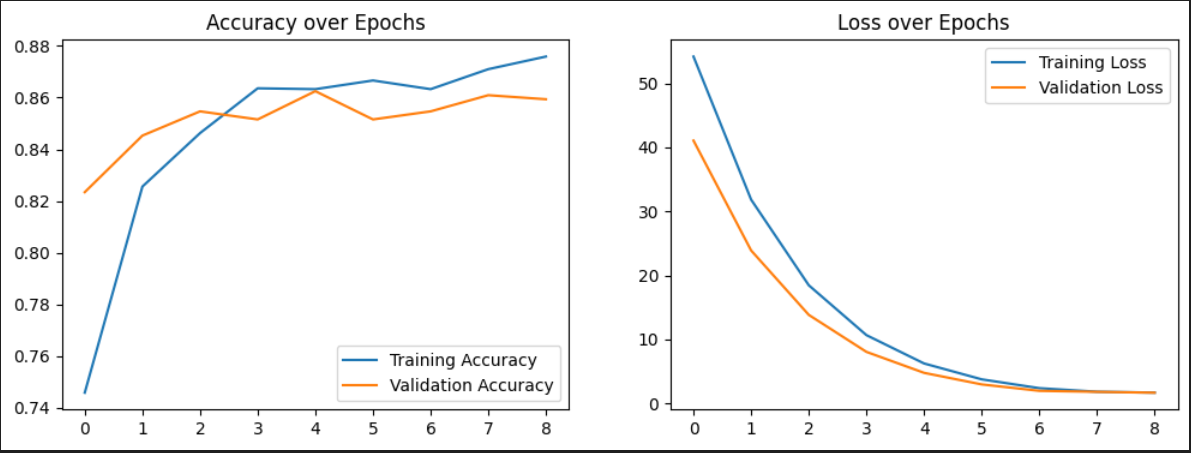 Accuracy over Epochs
0.88
0.86
0.84
0.82
0.80
0.78
0.76
0.74
0 1 2 3 4 5 6 7 8
Training Accuracy
Validation Accuracy
Loss over Epochs
50
40
30
20
10
0
0 1 2 3 4 5 6 7 8
Training Loss
Validation Loss